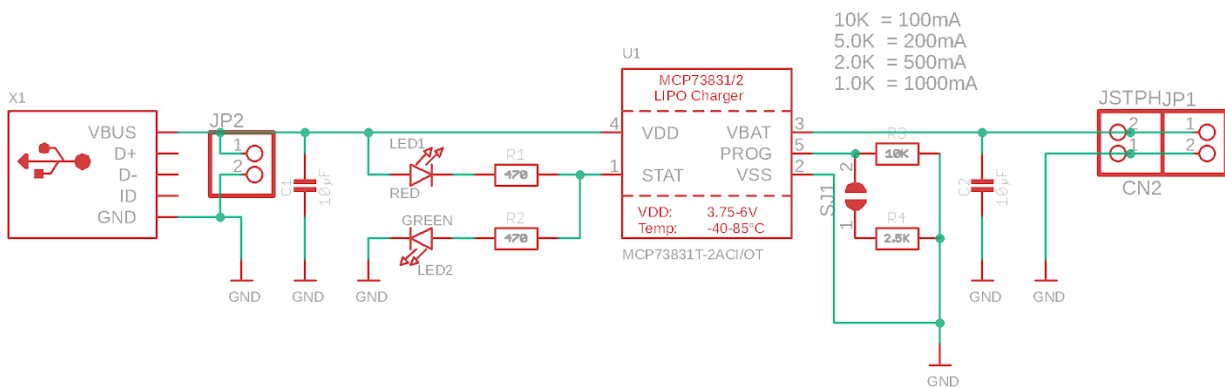 10K = 100mA
5.0K = 200mA
2.0K = 500mA
1.0K = 1000mA
U1
MCP73831/2
LIPO Charger
X1
VBUS
D+
D-
ID
GND
JP2
1
2
C1
10µF
LED1
RED
R1
470
GREEN
LED2
R2
470
4
VDD
1
STAT
VBAT
3
PROG
5
VSS
2
VDD: 3.75-6V
Temp: -40-85°C
MCP73831T-2ACI/OT
R3
10K
2
SJ1
1
R4
2.5K
C2
10µF
JSTPH
JP1
2
1
1
2
CN2
GND
GND
GND
GND
GND
GND